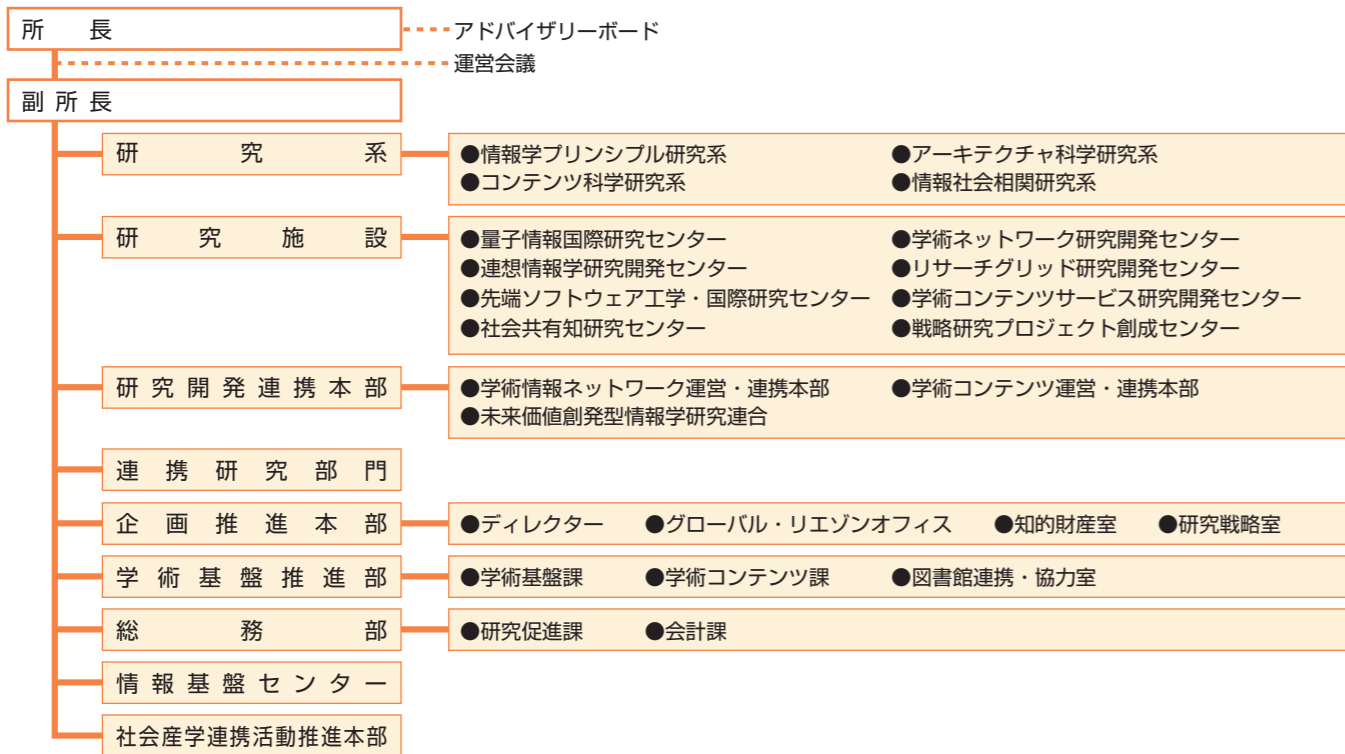 所長
アドバイザリーボード
運営会議
副所長
研究系
●情報学プリンシプル研究系 ●アーキテクチャ科学研究系
●コンテンツ科学研究系 ●情報社会相関研究系
研究施設
●量子情報国際研究センター ●学術ネットワーク研究開発センター
●連想情報学研究開発センター ●リサーチグリッド研究開発センター
●先端ソフトウェア工学・国際研究センター ●学術コンテンツサービス研究開発センター
●社会共有知研究センター ●戦略研究プロジェクト創成センター
研究開発連携本部
●学術情報ネットワーク運営・連携本部 ●学術コンテンツ運営・連携本部
●未来価値創発型情報学研究連合
連携研究部門
企画推進本部
●ディレクター ●グローバル・リエゾンオフィス ●知的財産室 ●研究戦略室
学術基盤推進部
●学術基盤課 ●学術コンテンツ課 ●図書館連携・協力室
総務部
●研究促進課 ●会計課
情報基盤センター
社会産学連携活動推進本部